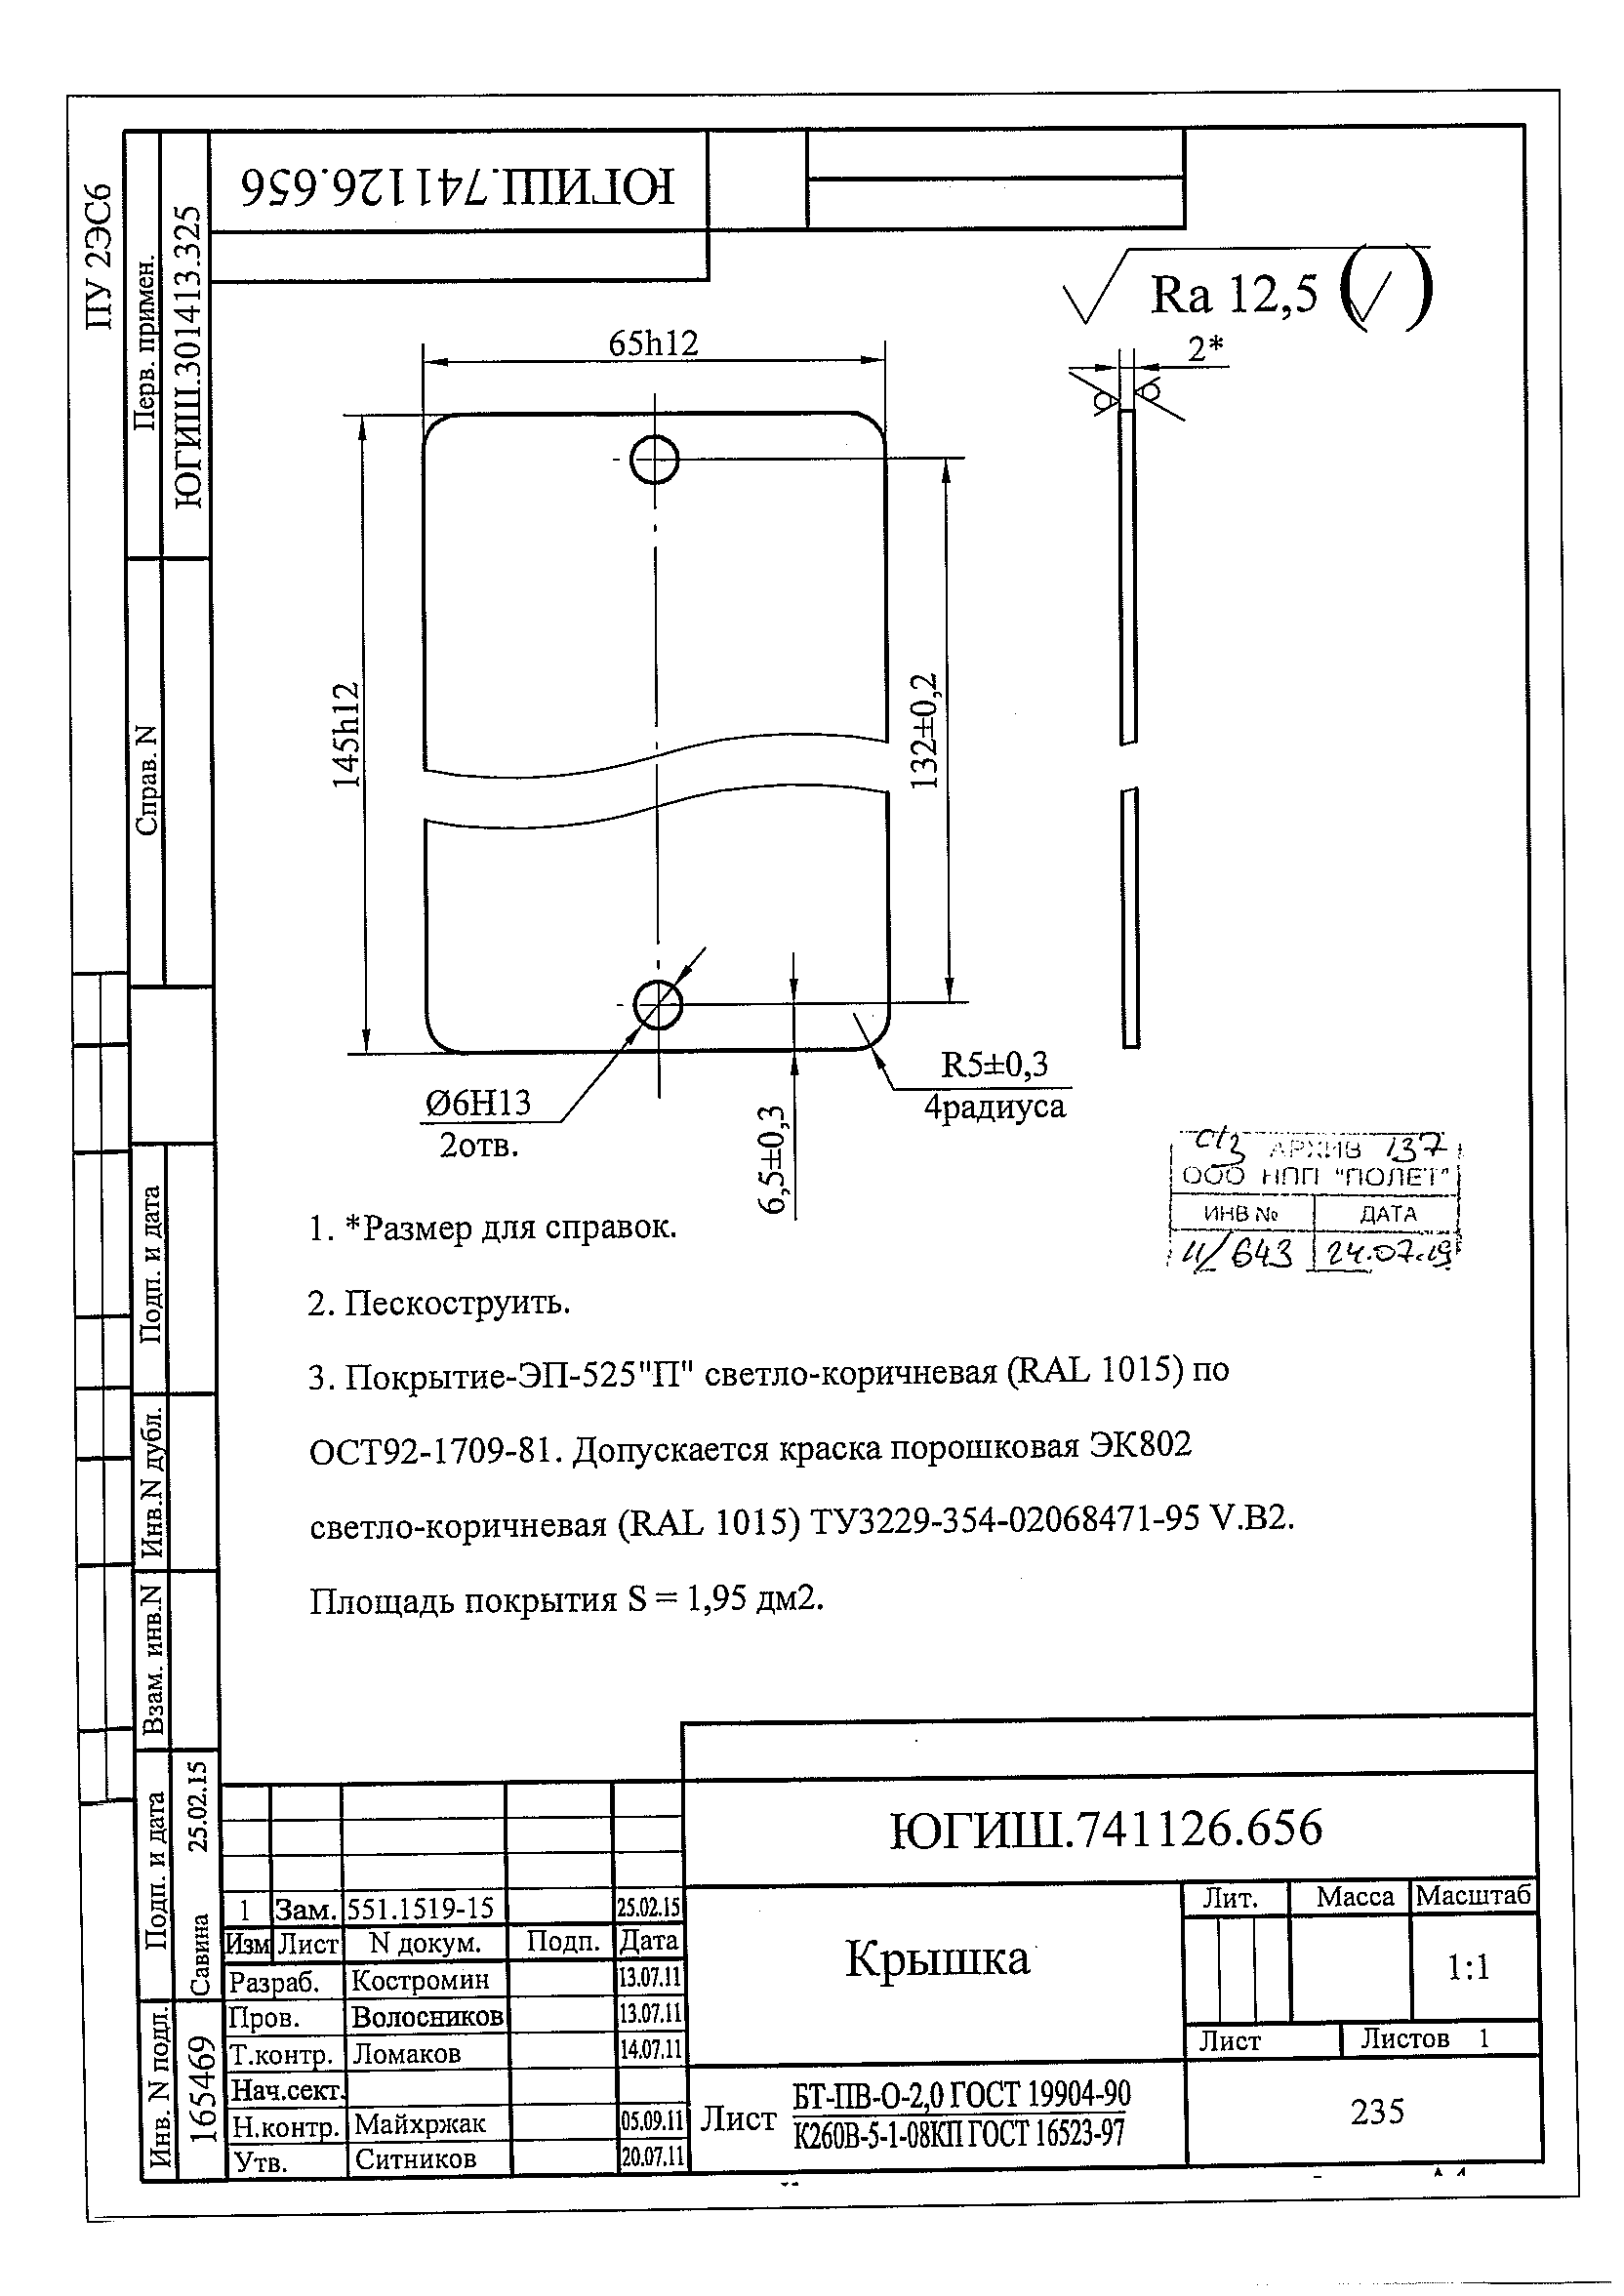 ПУ 2ЭС6
Перв. примен.
ЮГИШ.301413.325
ЮГИШ.741126.656
Ra 12,5
65h12
2*
145h12
132±0,2
Справ. N
R5±0,3
4радиуса
Ø6H13
2отв.
6,5±0,3
с/з АРХИВ 137
ООО НПП "ПОЛЕТ"
ИНВ № ДАТА
И/643 24.07.19
1. *Размер для справок.
2. Пескоструить.
3. Покрытие-ЭП-525"П" светло-коричневая (RAL 1015) по
ОСТ92-1709-81. Допускается краска порошковая ЭК802
светло-коричневая (RAL 1015) ТУ3229-354-02068471-95 V.В2.
Площадь покрытия S = 1,95 дм2.
Подп. и дата
Инв.N дубл.
Взам. инв.N
Подп. и дата
Савина 25.02.15
Инв. N подл.
165469
ЮГИШ.741126.656
1 Зам. 551.1519-15 25.02.15
Изм Лист N докум. Подп. Дата
Разраб. Костромин 13.07.11
Пров. Волосников 13.07.11
Т.контр. Ломаков 14.07.11
Нач.сект.
Н.контр. Майхржак 05.09.11
Утв. Ситников 20.07.11
Крышка
Лит. Масса Масштаб
1:1
Лист Листов 1
Лист БТ-ПВ-О-2,0 ГОСТ 19904-90
К260В-5-1-08КП ГОСТ 16523-97
235